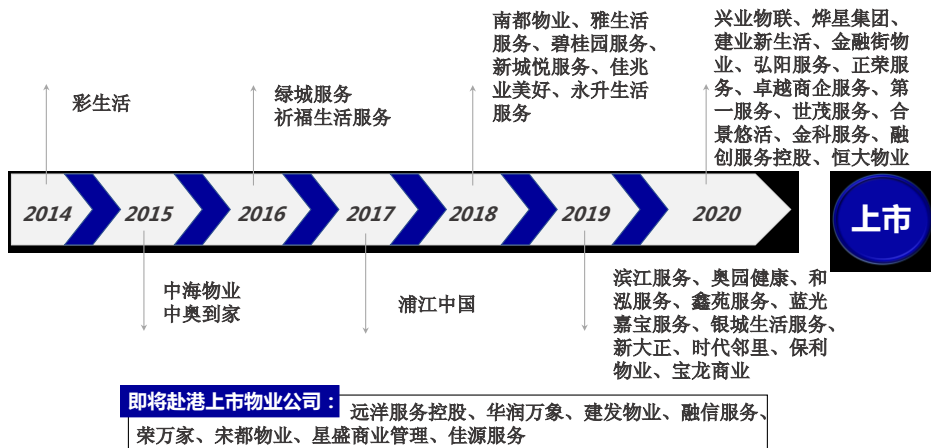 南都物业、雅生活
服务、碧桂园服务、
新城悦服务、佳兆
业美好、永升生活
服务
兴业物联、烨星集团、
建业新生活、金融街物
业、弘阳服务、正荣服
务、卓越商企服务、第
一服务、世茂服务、合
景悠活、金科服务、融
创服务控股、恒大物业
彩生活
绿城服务
祈福生活服务
2014
2015
2016
2017
2018
2019
2020
上市
中海物业
中奥到家
浦江中国
滨江服务、奥园健康、和
泓服务、鑫苑服务、蓝光
嘉宝服务、银城生活服务、
新大正、时代邻里、保利
物业、宝龙商业
即将赴港上市物业公司：
远洋服务控股、华润万象、建发物业、融信服务、
荣万家、宋都物业、星盛商业管理、佳源服务